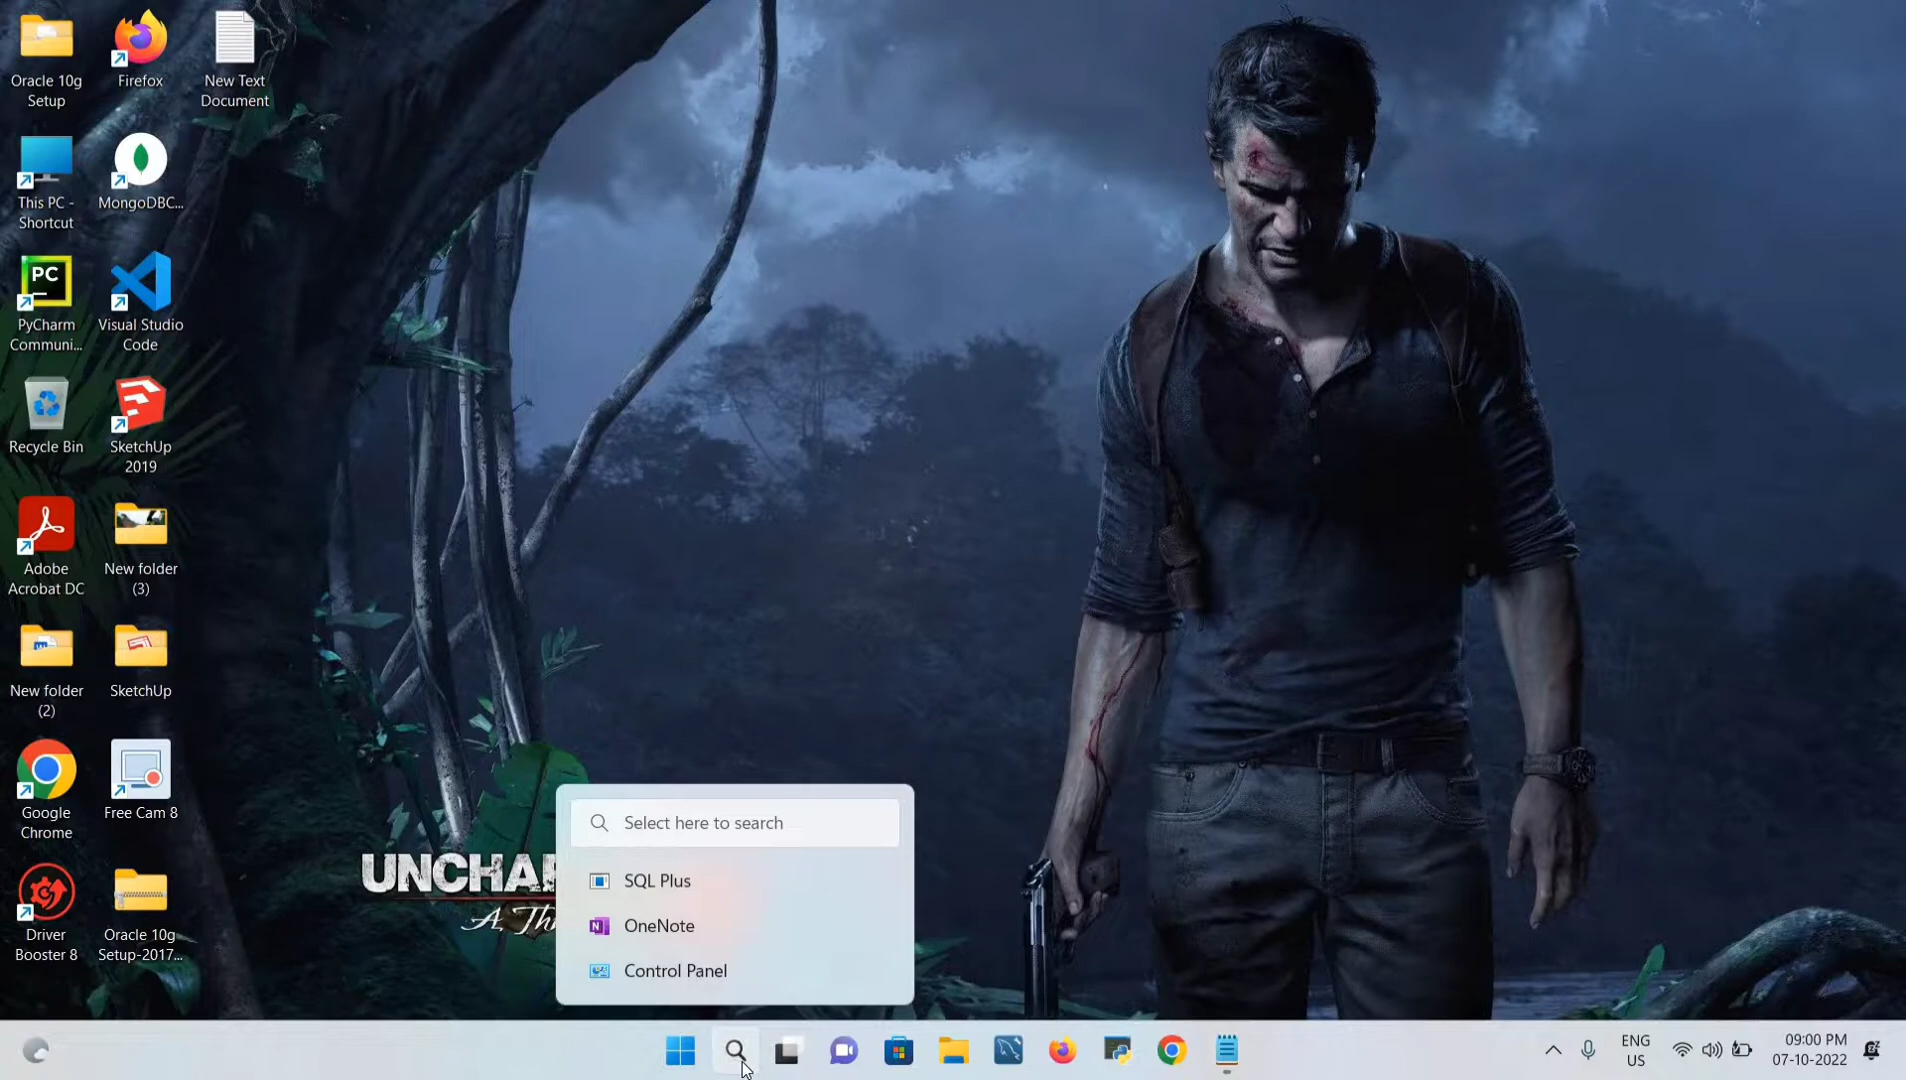 Oracle 10g
Setup
Firefox
New Text
Document
This PC -
Shortcut
MongoDBC...
PC
PyCharm
Communi...
Visual Studio
Code
Recycle Bin
SketchUp
2019
Adobe
Acrobat DC
New folder
(3)
New folder
(2)
SketchUp
Google
Chrome
Free Cam 8
Driver
Booster 8
Oracle 10g
Setup-2017...
UNCHA
A Th
Select here to search
SQL Plus
N
OneNote
Control Panel
ENG
US
09:00 PM
07-10-2022